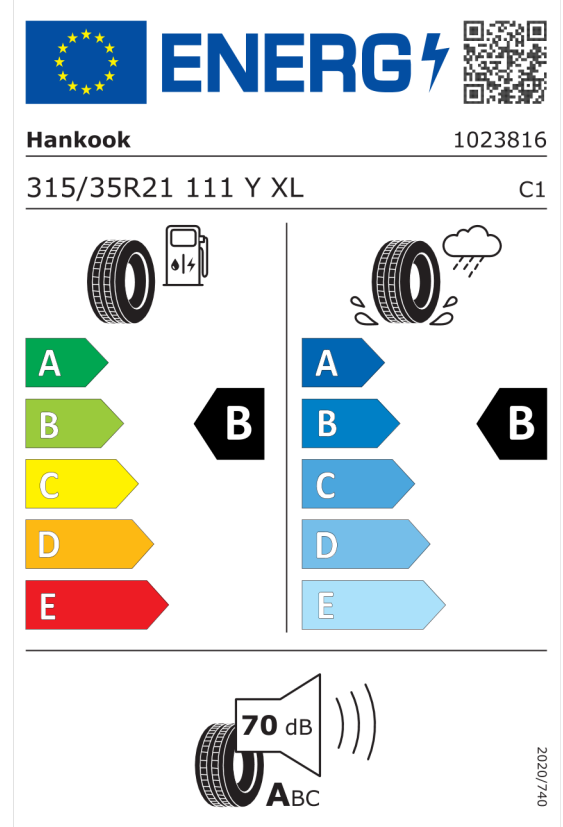 ENERG
Hankook 1023816
315/35R21 111 Y XL C1
A A
B B B B
C C
D D
E E
70 dB
ABC
2020/740